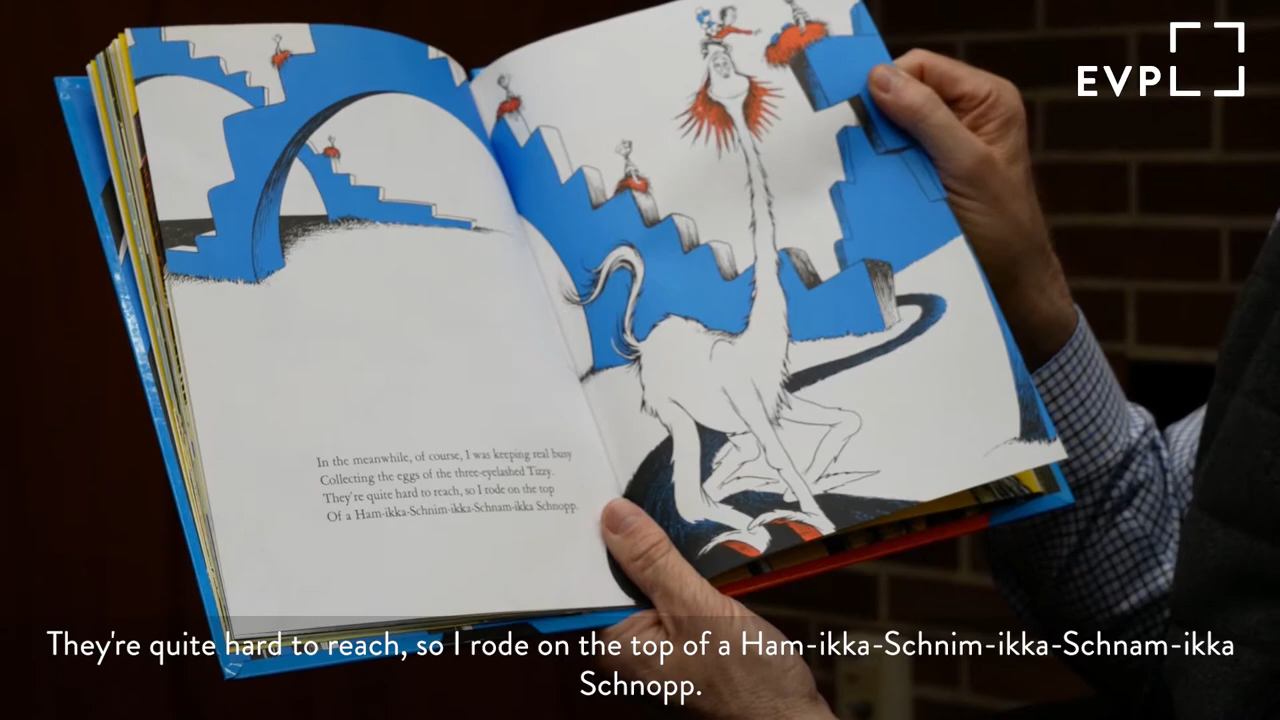 EVPL
In the meanwhile, of course, I was keeping real busy
Collecting the eggs of the three-eyelashed Tizzy.
They're quite hard to reach, so I rode on the top
Of a Ham-ikka-Schnim-ikka-Schnam-ikka Schnopp.
They're quite hard to reach, so I rode on the top of a Ham-ikka-Schnim-ikka-Schnam-ikka
Schnopp.